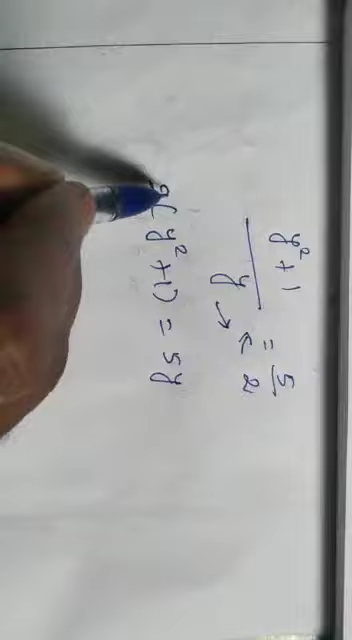 y² + 1 / y = 5 / 2
2(y² + 1) = 5y